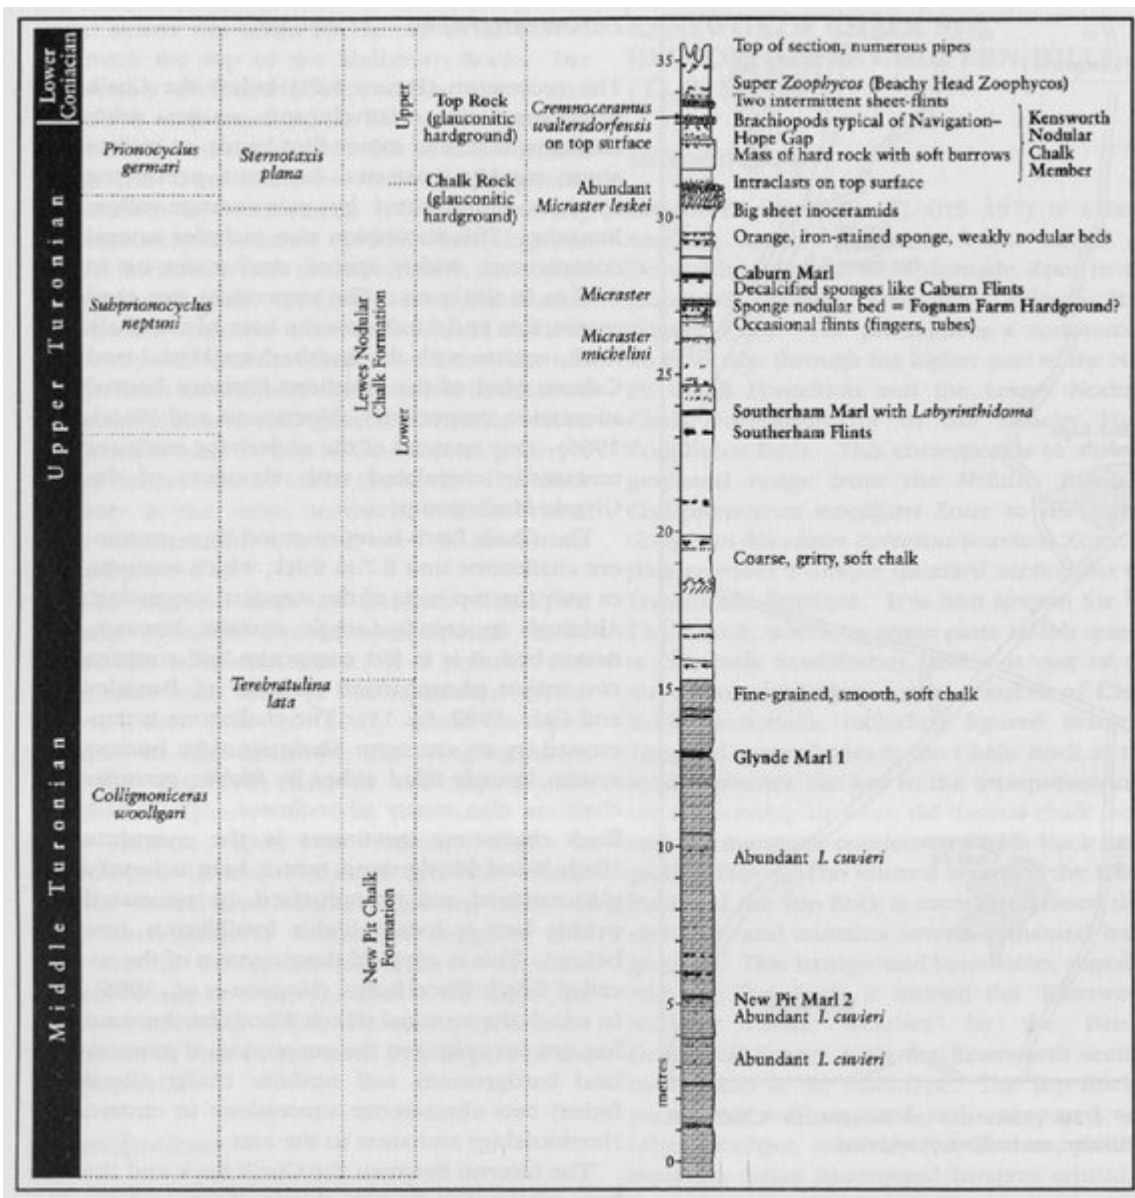 Lower
Coniacian
Upper Turonian
Middle Turonian
Prionocyclus
germari
Subprionocyclus
neptuni
Collignoniceras
woollgari
Sternotaxis
plana
Terebratulina
lata
Lewes Nodular
Chalk Formation
New Pit Chalk
Formation
Upper
Lower
Top Rock
(glauconitic
hardground)
Chalk Rock
(glauconitic
hardground)
Cremnoceramus
waltersdorfensis
on top surface
Abundant
Micraster leskei
Micraster
Micraster
michelini
35
30
25
20
15
10
5
0
metres
Top of section, numerous pipes
Super Zoophycos (Beachy Head Zoophycos)
Two intermittent sheet-flints
Brachiopods typical of Navigation–
Hope Gap
Mass of hard rock with soft burrows
Kensworth
Nodular
Chalk
Member
Intraclasts on top surface
Big sheet inoceramids
Orange, iron-stained sponge, weakly nodular beds
Caburn Marl
Decalcified sponges like Caburn Flints
Sponge nodular bed = Fognam Farm Hardground?
Occasional flints (fingers, tubes)
Southerham Marl with Labyrinthidoma
Southerham Flints
Coarse, gritty, soft chalk
Fine-grained, smooth, soft chalk
Glynde Marl 1
Abundant I. cuvieri
New Pit Marl 2
Abundant I. cuvieri
Abundant I. cuvieri